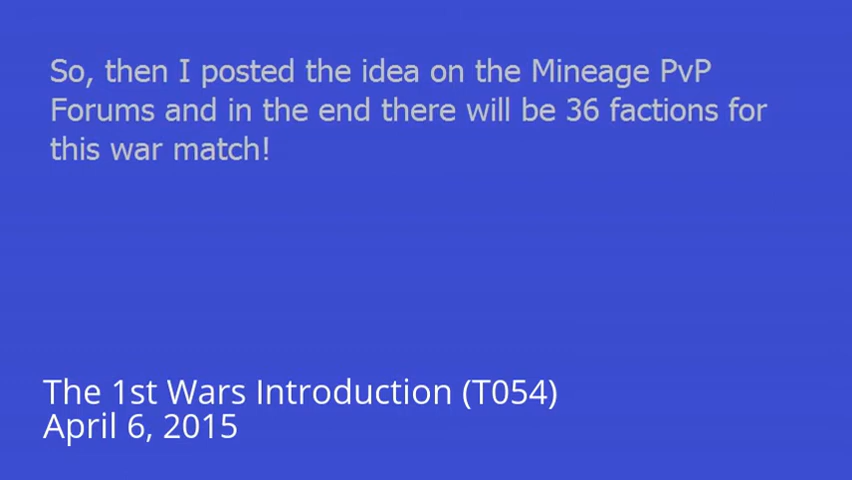 So, then I posted the idea on the Mineage PvP
Forums and in the end there will be 36 factions for
this war match!
The 1st Wars Introduction (T054)
April 6, 2015